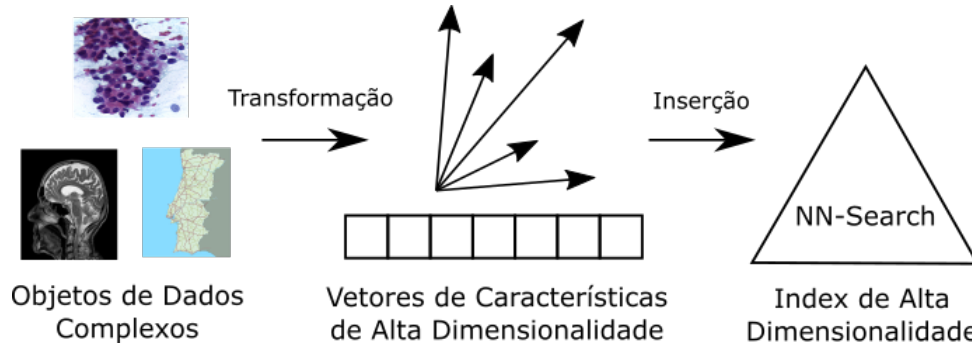 Transformação
Inserção
NN-Search
Objetos de Dados
Complexos
Vetores de Características
de Alta Dimensionalidade
Index de Alta
Dimensionalidade